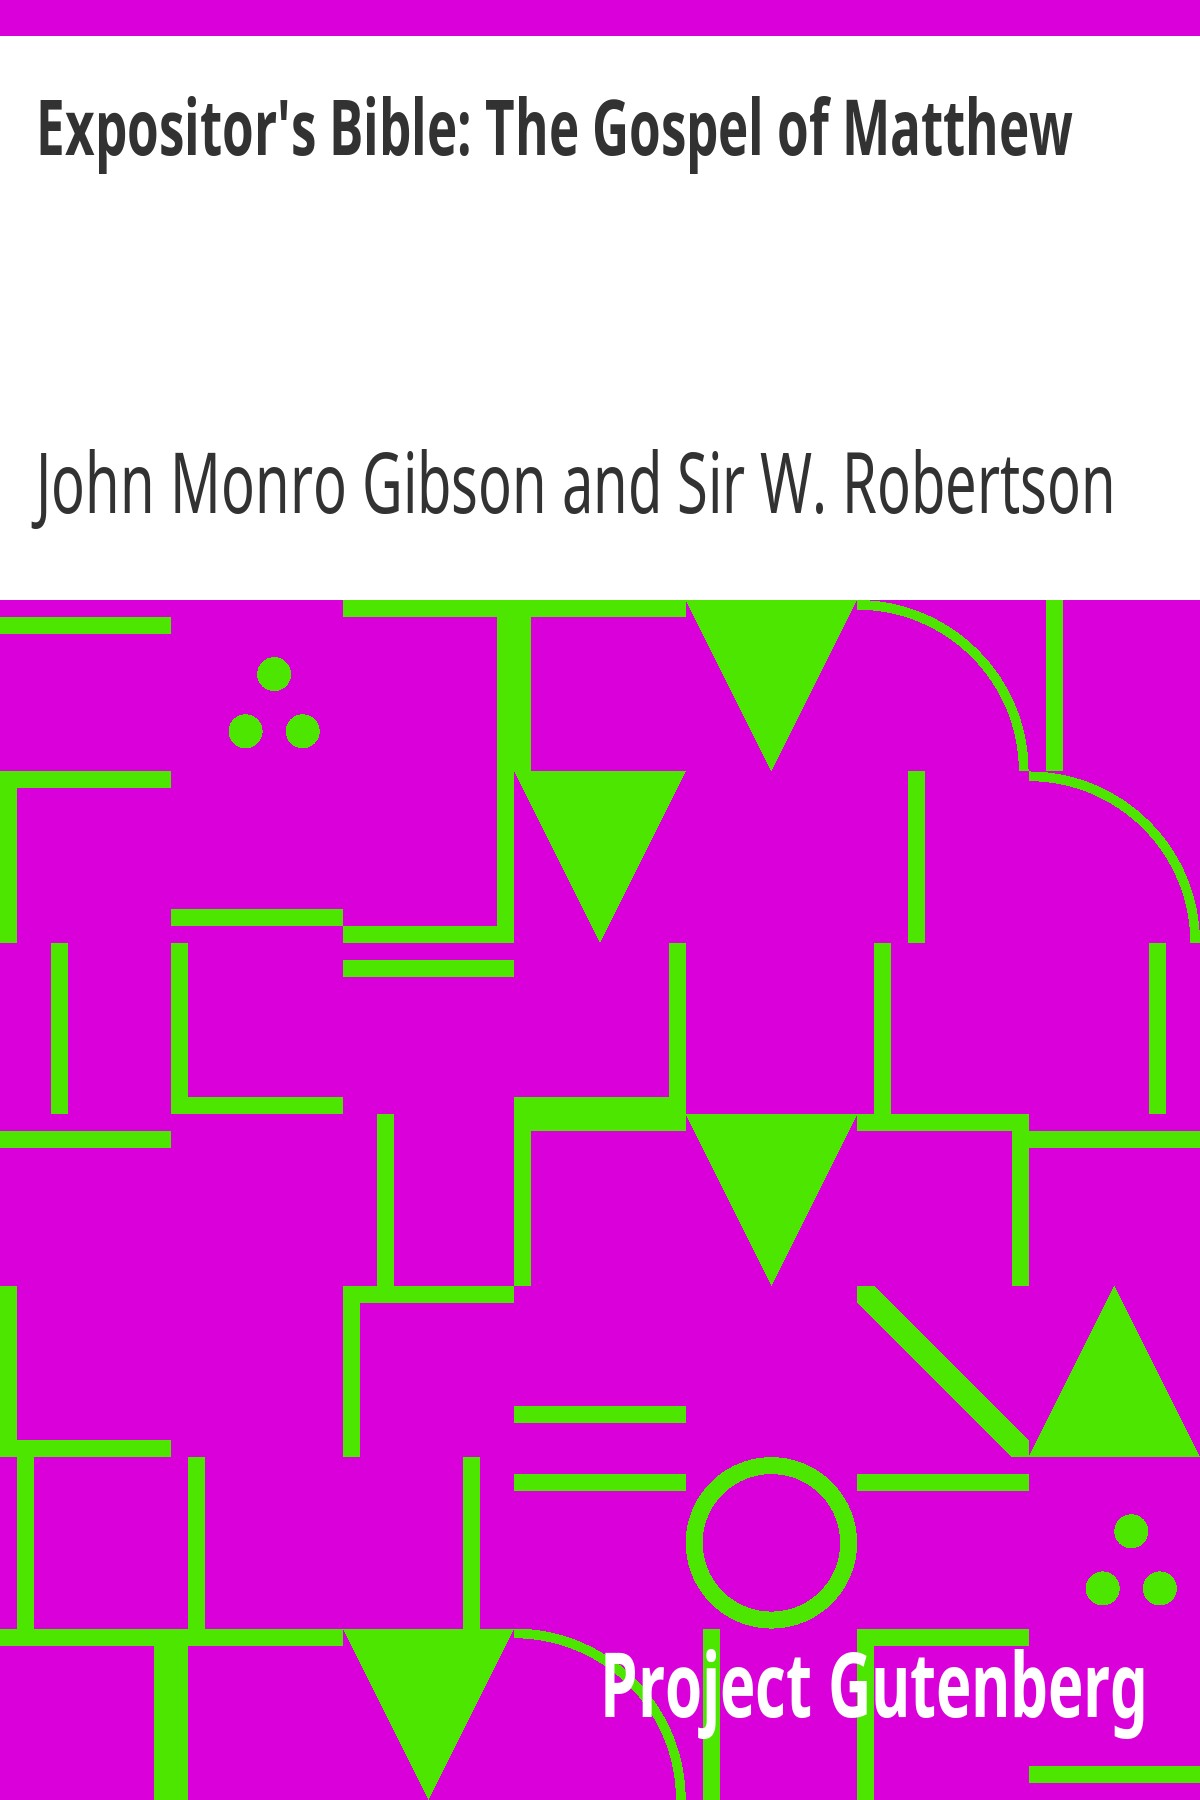 Expositor's Bible: The Gospel of Matthew
John Monro Gibson and Sir W. Robertson
Project Gutenberg